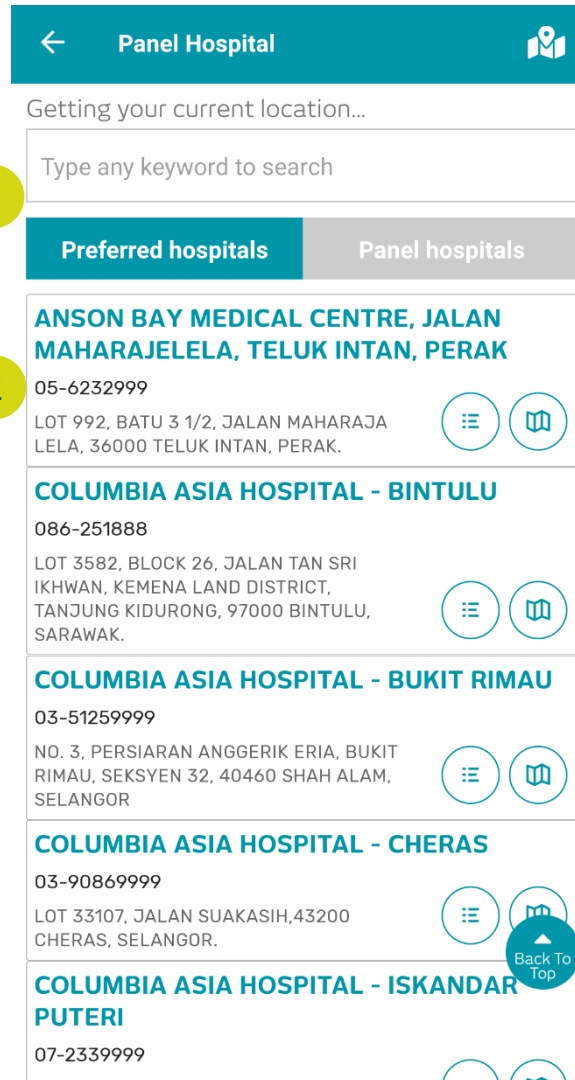 Panel Hospital
Getting your current location...
Type any keyword to search
Preferred hospitals
Panel hospitals
ANSON BAY MEDICAL CENTRE, JALAN
MAHARAJELELA, TELUK INTAN, PERAK
05-6232999
LOT 992, BATU 3 1/2, JALAN MAHARAJA
LELA, 36000 TELUK INTAN, PERAK.
COLUMBIA ASIA HOSPITAL - BINTULU
086-251888
LOT 3582, BLOCK 26, JALAN TAN SRI
IKHWAN, KEMENA LAND DISTRICT,
TANJUNG KIDURONG, 97000 BINTULU,
SARAWAK.
COLUMBIA ASIA HOSPITAL - BUKIT RIMAU
03-51259999
NO. 3, PERSIARAN ANGGERIK ERIA, BUKIT
RIMAU, SEKSYEN 32, 40460 SHAH ALAM,
SELANGOR
COLUMBIA ASIA HOSPITAL - CHERAS
03-90869999
LOT 33107, JALAN SUAKASIH,43200
CHERAS, SELANGOR.
Back To
Top
COLUMBIA ASIA HOSPITAL - ISKANDAR
PUTERI
07-2339999